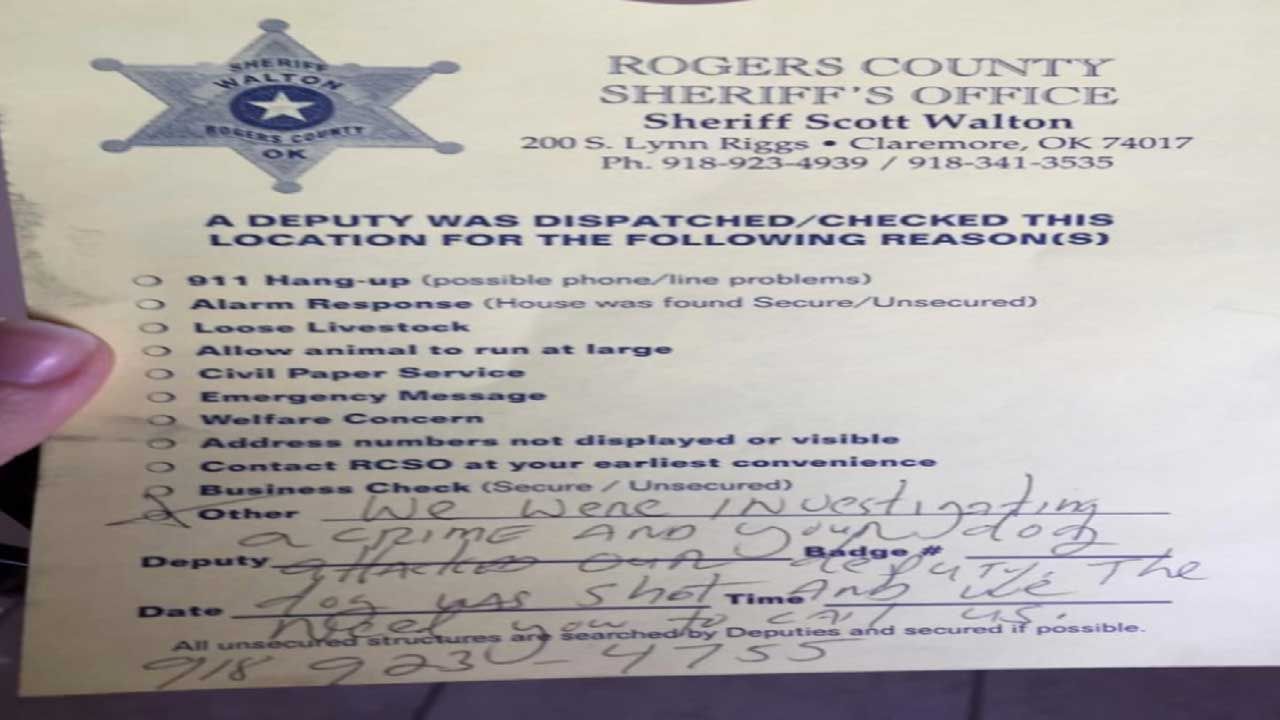 SHERIFF
WALTON
ROGERS COUNTY
OK
ROGERS COUNTY
SHERIFF'S OFFICE
Sheriff Scott Walton
200 S. Lynn Riggs • Claremore, OK 74017
Ph. 918-923-4939 / 918-341-3535
A DEPUTY WAS DISPATCHED/CHECKED THIS
LOCATION FOR THE FOLLOWING REASON(S)
911 Hang-up (possible phone/line problems)
Alarm Response (House was found Secure/Unsecured)
Loose Livestock
Allow animal to run at large
Civil Paper Service
Emergency Message
Welfare Concern
Address numbers not displayed or visible
Contact RCSO at your earliest convenience
Business Check (Secure / Unsecured)
Other We were investigating
a crime and your dog
Deputy Badge #
attacked our deputy. The
Date Time
dog was shot and we
need you to call us.
All unsecured structures are searched by Deputies and secured if possible.
918 923-4755